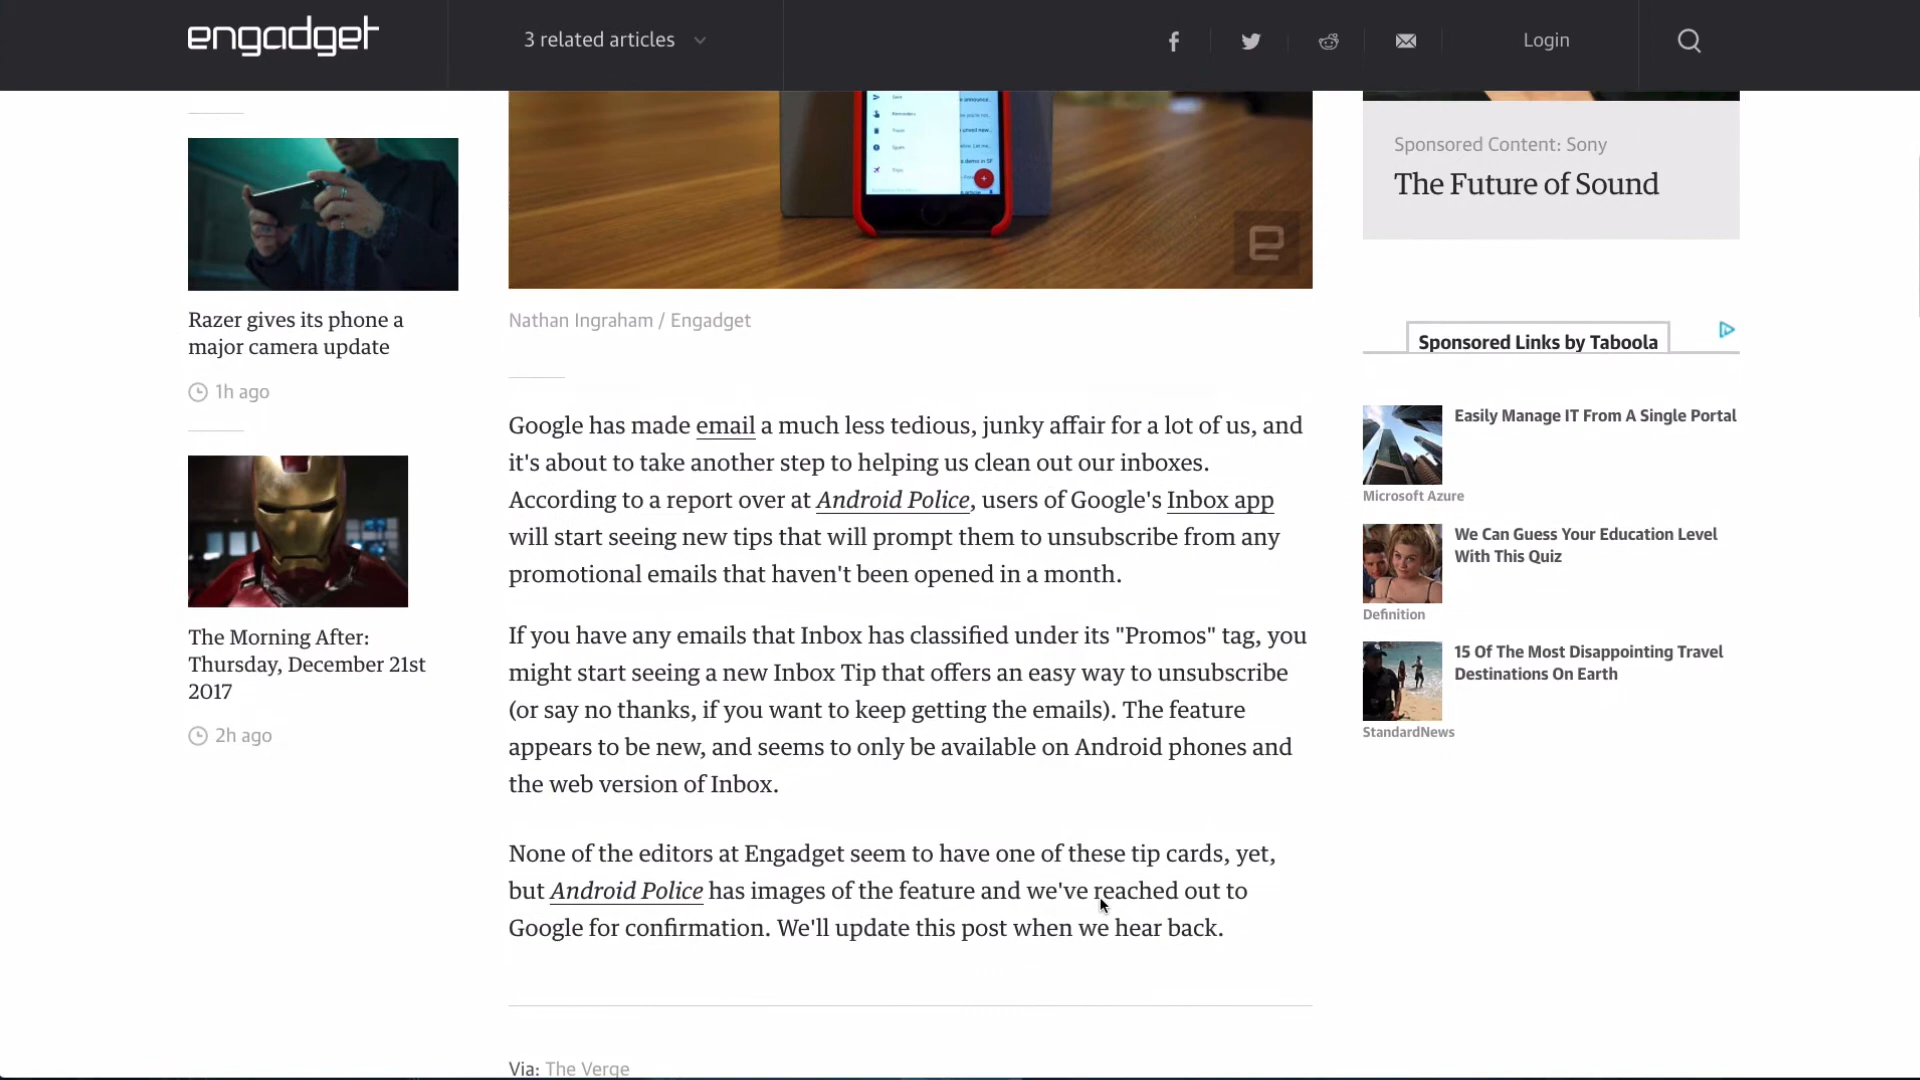 engadget
3 related articles
Login
Reminders
Spam
Trips
Sponsored Content: Sony
The Future of Sound
Razer gives its phone a
major camera update
1h ago
The Morning After:
Thursday, December 21st
2017
2h ago
Nathan Ingraham / Engadget
Google has made email a much less tedious, junky affair for a lot of us, and
it's about to take another step to helping us clean out our inboxes.
According to a report over at Android Police, users of Google's Inbox app
will start seeing new tips that will prompt them to unsubscribe from any
promotional emails that haven't been opened in a month.
If you have any emails that Inbox has classified under its "Promos" tag, you
might start seeing a new Inbox Tip that offers an easy way to unsubscribe
(or say no thanks, if you want to keep getting the emails). The feature
appears to be new, and seems to only be available on Android phones and
the web version of Inbox.
None of the editors at Engadget seem to have one of these tip cards, yet,
but Android Police has images of the feature and we've reached out to
Google for confirmation. We'll update this post when we hear back.
Via: The Verge
Sponsored Links by Taboola
Easily Manage IT From A Single Portal
Microsoft Azure
We Can Guess Your Education Level
With This Quiz
Definition
15 Of The Most Disappointing Travel
Destinations On Earth
StandardNews